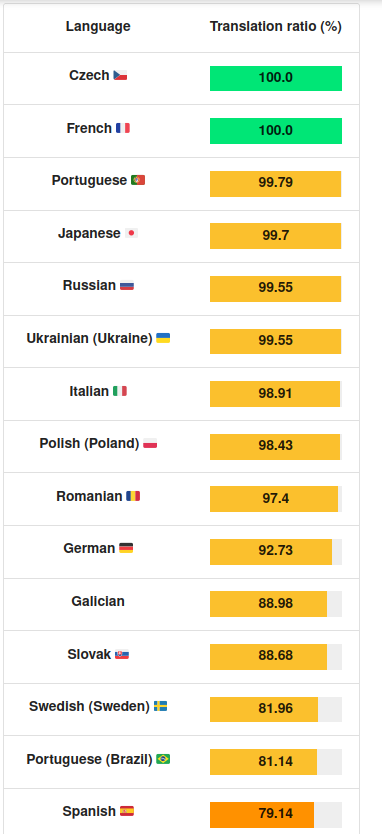 Language Translation ratio (%)
Czech 100.0
French 100.0
Portuguese 99.79
Japanese 99.7
Russian 99.55
Ukrainian (Ukraine) 99.55
Italian 98.91
Polish (Poland) 98.43
Romanian 97.4
German 92.73
Galician 88.98
Slovak 88.68
Swedish (Sweden) 81.96
Portuguese (Brazil) 81.14
Spanish 79.14